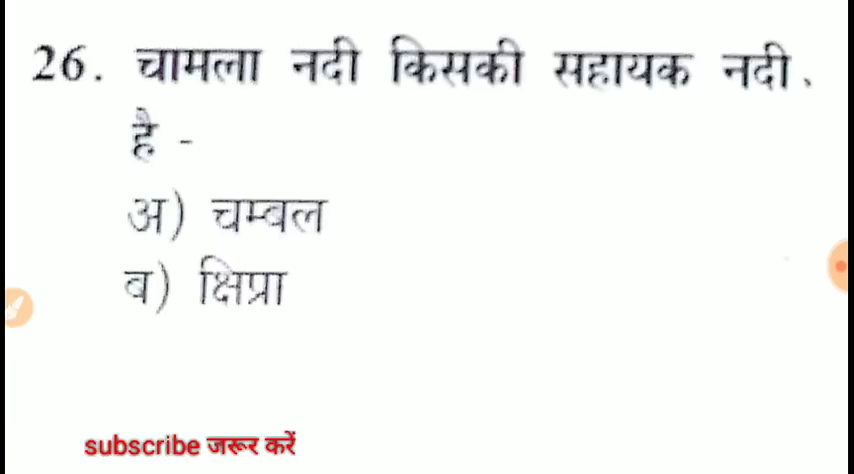 26. चामला नदी किसकी सहायक नदी.
है -
अ) चम्बल
व) क्षिप्रा
subscribe जरूर करें